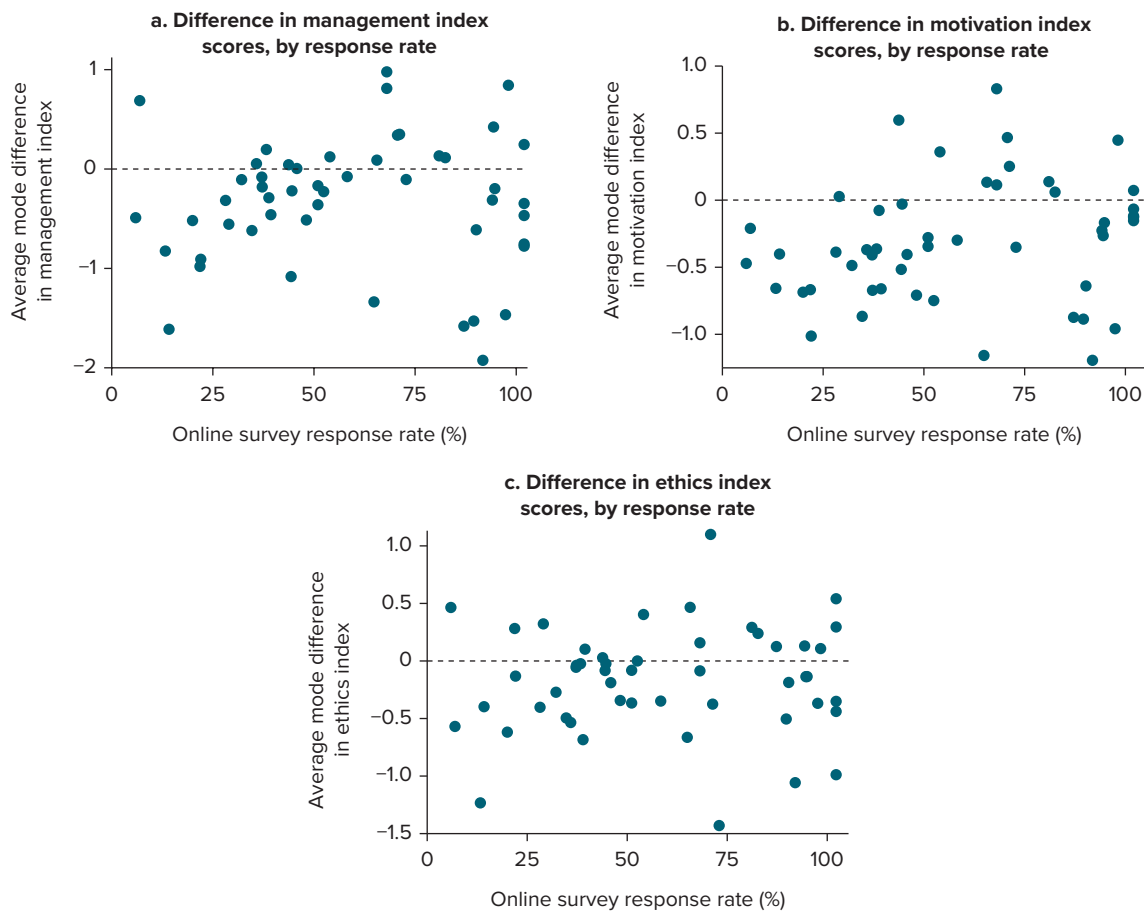 a. Difference in management index
scores, by response rate
Average mode difference
in management index
1
0
−1
−2
0
25
50
75
100
Online survey response rate (%)
b. Difference in motivation index
scores, by response rate
Average mode difference
in motivation index
1.0
0.5
0
−0.5
−1.0
0
25
50
75
100
Online survey response rate (%)
c. Difference in ethics index
scores, by response rate
Average mode difference
in ethics index
1.0
0.5
0
−0.5
−1.0
−1.5
0
25
50
75
100
Online survey response rate (%)